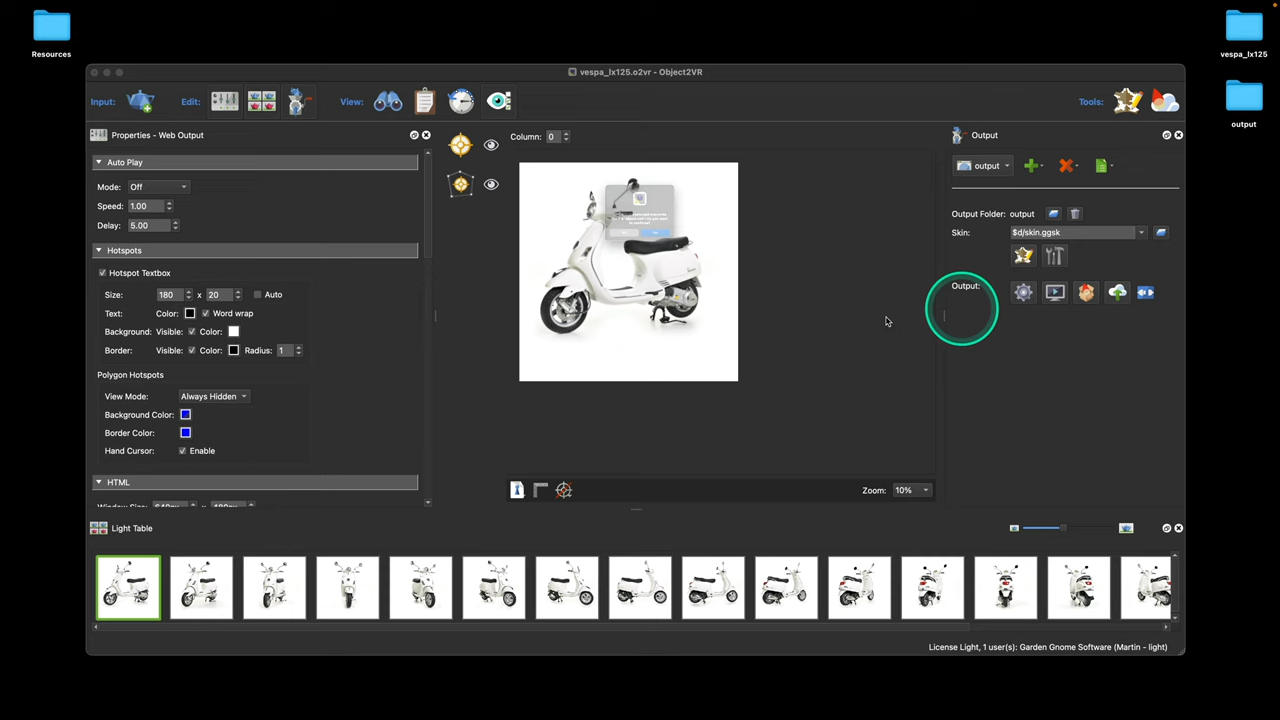 Resources
vespa_lx125
output
vespa_lx125.o2vr - Object2VR
Input:
Edit:
View:
Tools:
Properties - Web Output
Auto Play
Mode: Off
Speed: 1.00
Delay: 5.00
Hotspots
Hotspot Textbox
Size: 180 x 20 Auto
Text: Color: Word wrap
Background: Visible: Color:
Border: Visible: Color: Radius: 1
Polygon Hotspots
View Mode: Always Hidden
Background Color:
Border Color:
Hand Cursor: Enable
HTML
Column: 0
Zoom: 10%
Output
output
Output Folder: output
Skin: $d/skin.ggsk
Output:
Light Table
License Light, 1 user(s): Garden Gnome Software (Martin - light)